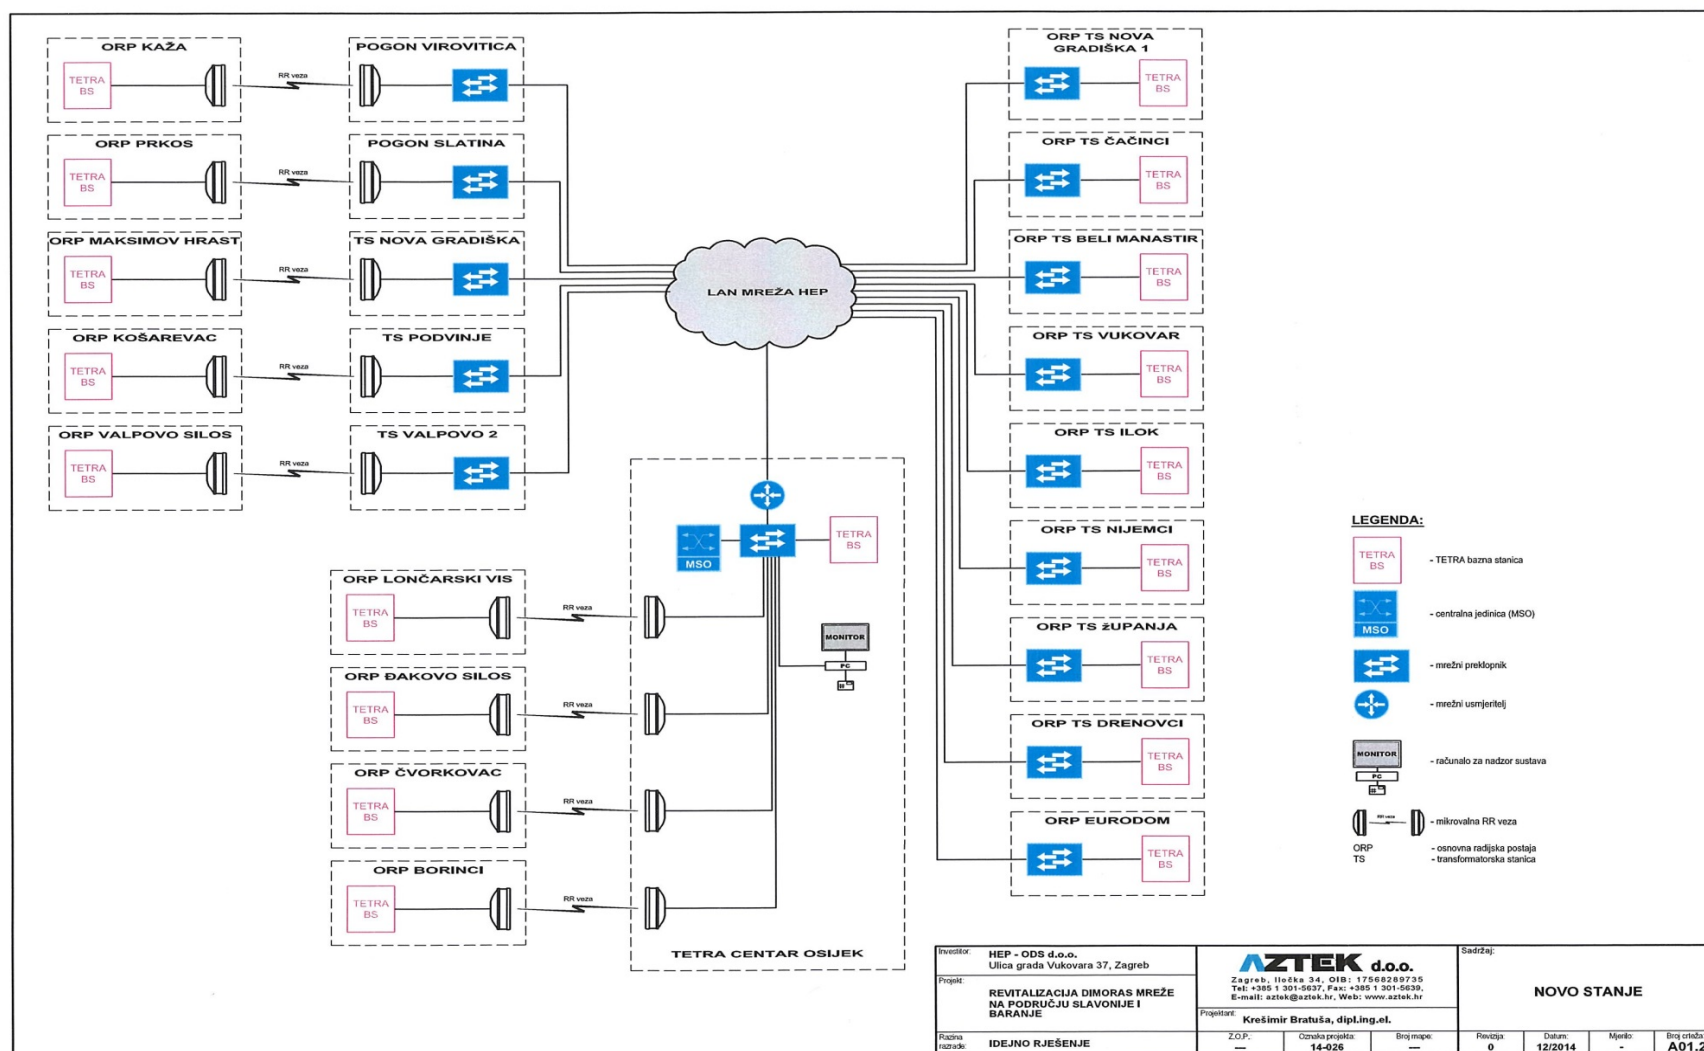 ORP KAŽA
TETRA
BS
RR veza
POGON VIROVITICA
ORP PRKOS
TETRA
BS
RR veza
POGON SLATINA
ORP MAKSIMOV HRAST
TETRA
BS
RR veza
TS NOVA GRADIŠKA
ORP KOŠAREVAC
TETRA
BS
RR veza
TS PODVINJE
ORP VALPOVO SILOS
TETRA
BS
RR veza
TS VALPOVO 2
LAN MREŽA HEP
MSO
TETRA
BS
ORP LONČARSKI VIS
TETRA
BS
RR veza
MONITOR
PC
ORP ĐAKOVO SILOS
TETRA
BS
RR veza
ORP ČVORKOVAC
TETRA
BS
RR veza
ORP BORINCI
TETRA
BS
RR veza
TETRA CENTAR OSIJEK
ORP TS NOVA
GRADIŠKA 1
TETRA
BS
ORP TS ČAČINCI
TETRA
BS
ORP TS BELI MANASTIR
TETRA
BS
ORP TS VUKOVAR
TETRA
BS
ORP TS ILOK
TETRA
BS
ORP TS NIJEMCI
TETRA
BS
ORP TS žUPANJA
TETRA
BS
ORP TS DRENOVCI
TETRA
BS
ORP EURODOM
TETRA
BS
LEGENDA:
TETRA
BS
- TETRA bazna stanica
MSO
- centralna jedinica (MSO)
- mrežni preklopnik
- mrežni usmjeritelj
MONITOR
PC
- računalo za nadzor sustava
RR veza
- mikrovalna RR veza
ORP - osnovna radijska postaja
TS - transformatorska stanica
Investitor: HEP - ODS d.o.o.
Ulica grada Vukovara 37, Zagreb
Projekt:
REVITALIZACIJA DIMORAS MREŽE
NA PODRUČJU SLAVONIJE I
BARANJE
Razina
razrade: IDEJNO RJEŠENJE
AZTEK d.o.o.
Zagreb, Iločka 34, OIB: 17568289735
Tel: +385 1 301-5637, Fax: +385 1 301-5639,
E-mail: aztek@aztek.hr, Web: www.aztek.hr
Projektant:
Krešimir Bratuša, dipl.ing.el.
Z.O.P.: Oznaka projekta: Broj mape:
— 14-026 —
Sadržaj:
NOVO STANJE
Revizija: Datum: Mjerilo: Broj crteža:
0 12/2014 - A01.2